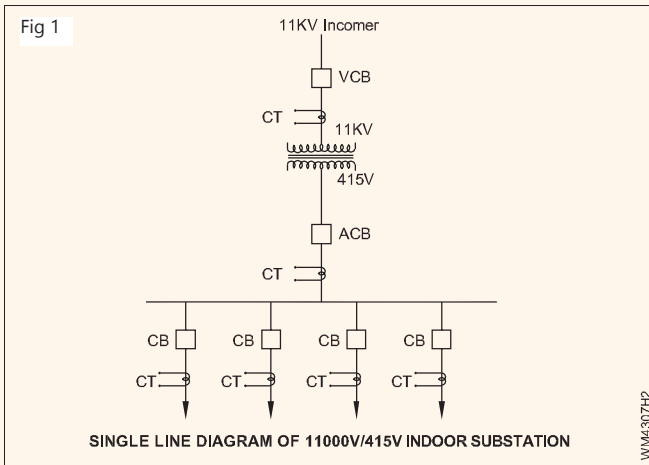 Fig 1
11KV Incomer
VCB
CT
11KV
415V
ACB
CT
CB CB CB CB
CT CT CT CT
SINGLE LINE DIAGRAM OF 11000V/415V INDOOR SUBSTATION
WM4307H2